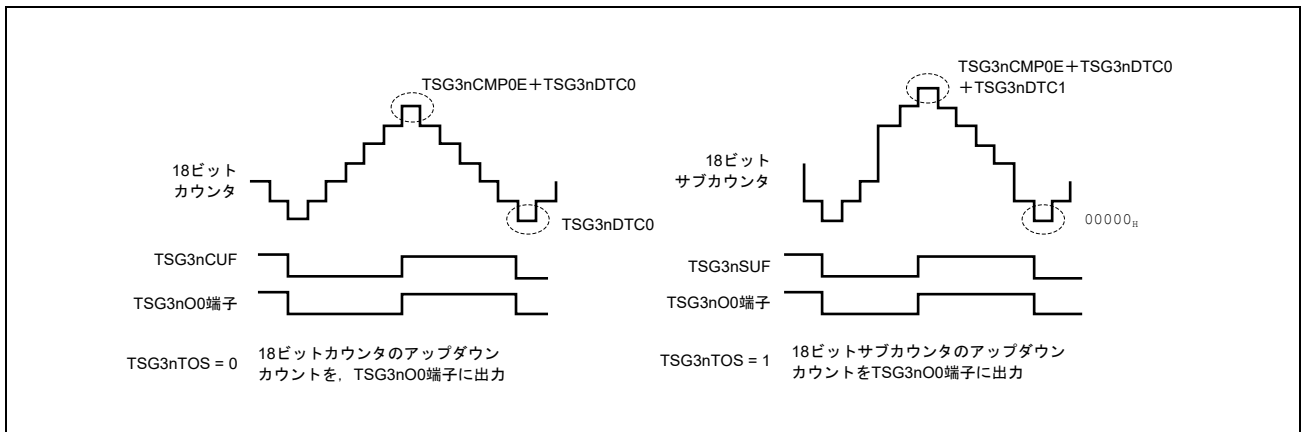 TSG3nCMP0E＋TSG3nDTC0
18ビット
カウンタ
TSG3nDTC0
TSG3nCUF
TSG3nO0端子
TSG3nTOS = 0
18ビットカウンタのアップダウン
カウントを，TSG3nO0端子に出力
TSG3nCMP0E＋TSG3nDTC0
＋TSG3nDTC1
18ビット
サブカウンタ
00000H
TSG3nSUF
TSG3nO0端子
TSG3nTOS = 1
18ビットサブカウンタのアップダウン
カウントをTSG3nO0端子に出力